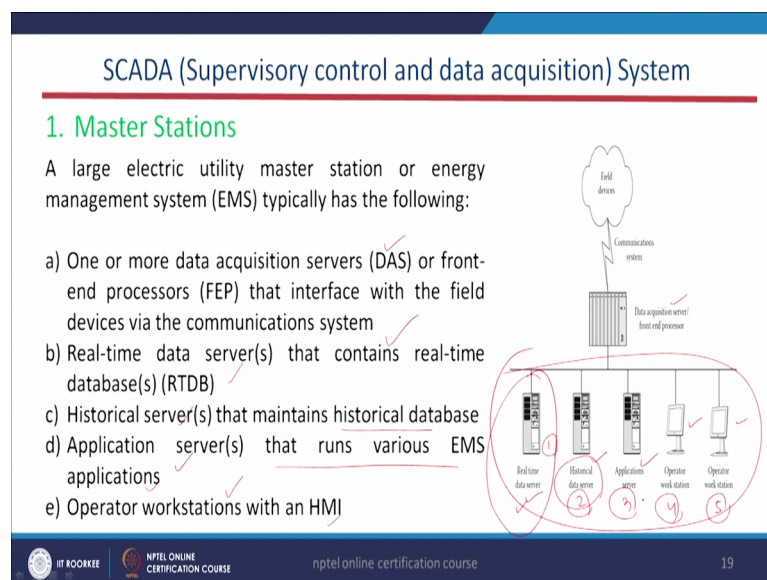 SCADA (Supervisory control and data acquisition) System
1. Master Stations
A large electric utility master station or energy
management system (EMS) typically has the following:
a) One or more data acquisition servers (DAS) or front-
end processors (FEP) that interface with the field
devices via the communications system
b) Real-time data server(s) that contains real-time
database(s) (RTDB)
c) Historical server(s) that maintains historical database
d) Application server(s) that runs various EMS
applications
e) Operator workstations with an HMI
Field
devices
Communications
system
Data acquisition server/
front end processor
1
Real time
data server
Historical
data server
Applications
server
Operator
work station
Operator
work station
2
3
4
5
IIT ROORKEE
NPTEL ONLINE
CERTIFICATION COURSE
nptel online certification course
19